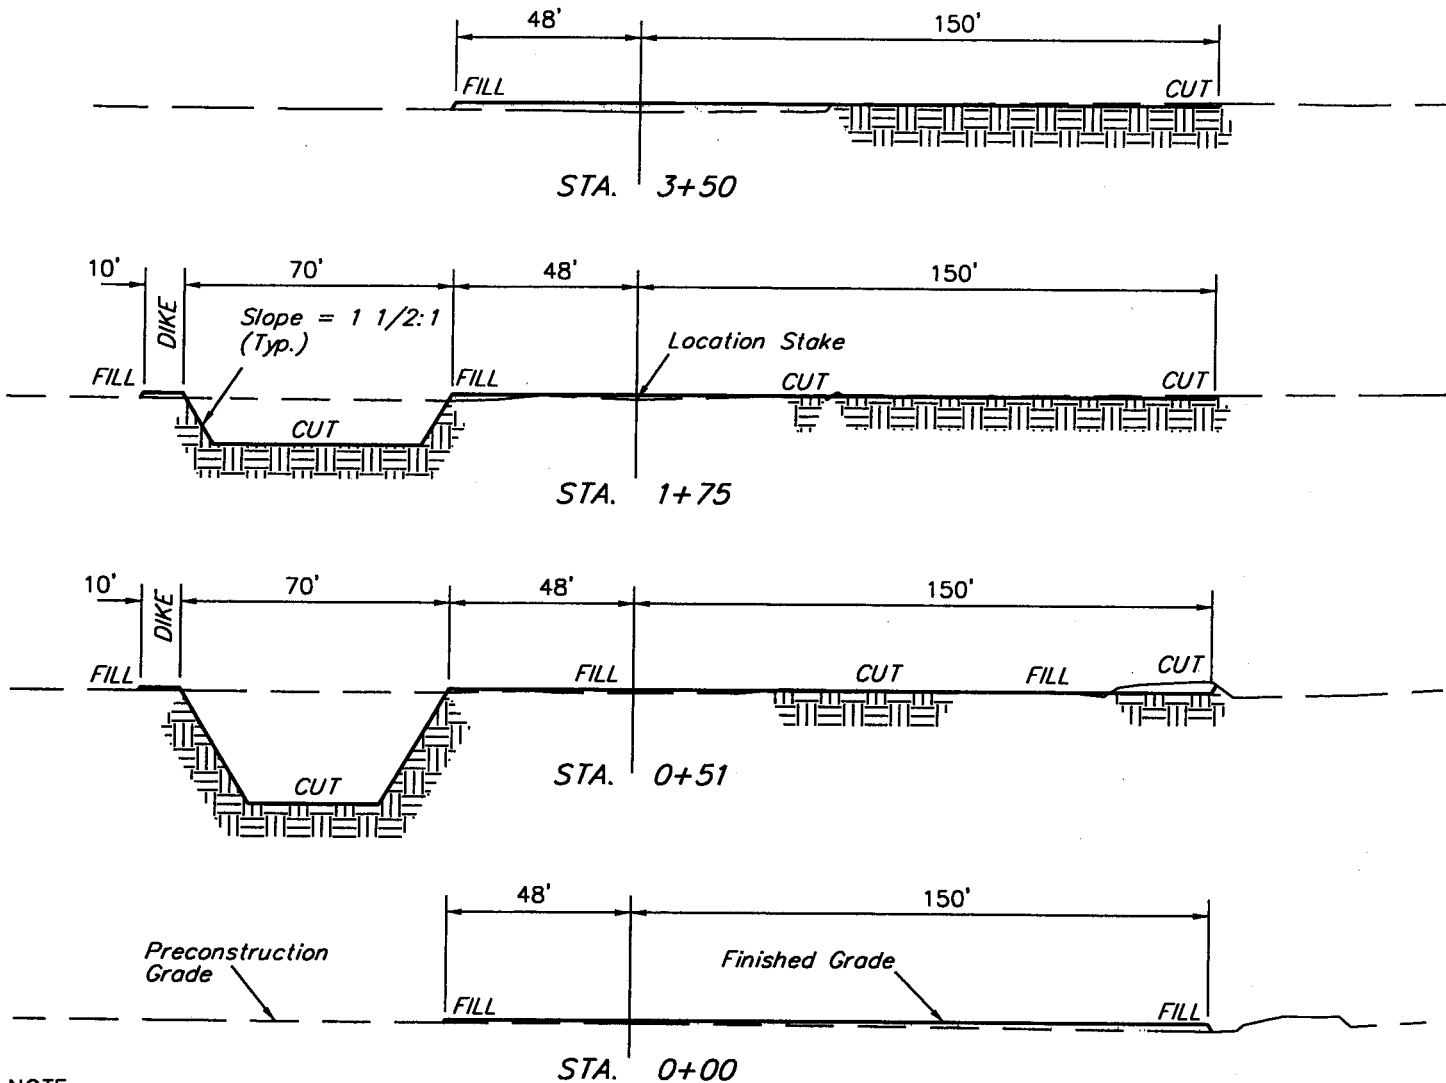 48' 150'
FILL CUT
STA. 3+50
10' 70' 48' 150'
DIKE
Slope = 1 1/2:1
(Typ.)
Location Stake
FILL FILL CUT CUT
CUT
STA. 1+75
10' 70' 48' 150'
DIKE
FILL FILL CUT FILL CUT
CUT
STA. 0+51
48' 150'
Preconstruction
Grade
Finished Grade
FILL FILL
STA. 0+00
NOTE